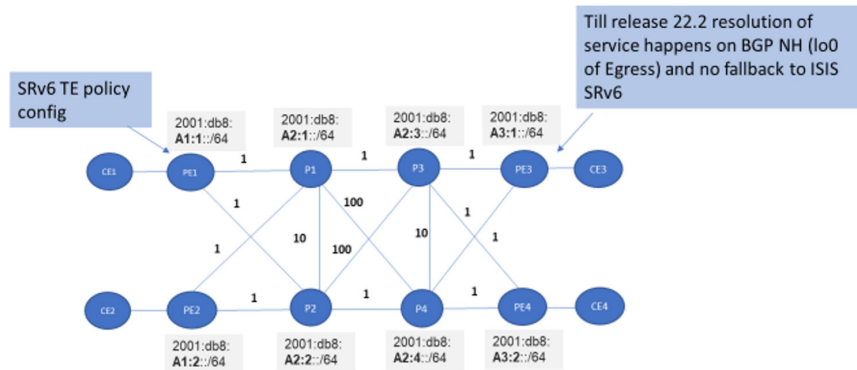 Till release 22.2 resolution of
service happens on BGP NH (lo0
of Egress) and no fallback to ISIS
SRv6
SRv6 TE policy
config
2001:db8:
A1:1::/64
2001:db8:
A2:1::/64
2001:db8:
A2:3::/64
2001:db8:
A3:1::/64
CE1
PE1
1
P1
1
P3
1
PE3
CE3
1
100
1
1
10
100
10
1
CE2
PE2
1
P2
1
P4
1
PE4
CE4
2001:db8:
A1:2::/64
2001:db8:
A2:2::/64
2001:db8:
A2:4::/64
2001:db8:
A3:2::/64